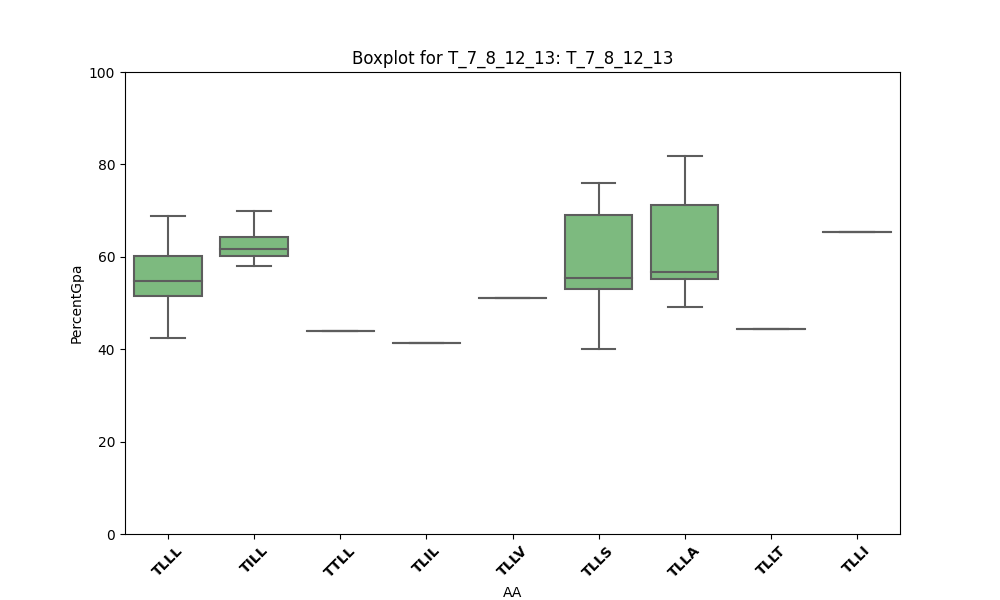 Boxplot for T_7_8_12_13: T_7_8_12_13
100
80
60
40
20
0
PercentGpa
TLLL
TILL
TTLL
TLIL
TLLV
TLLS
TLLA
TLLT
TLLI
AA